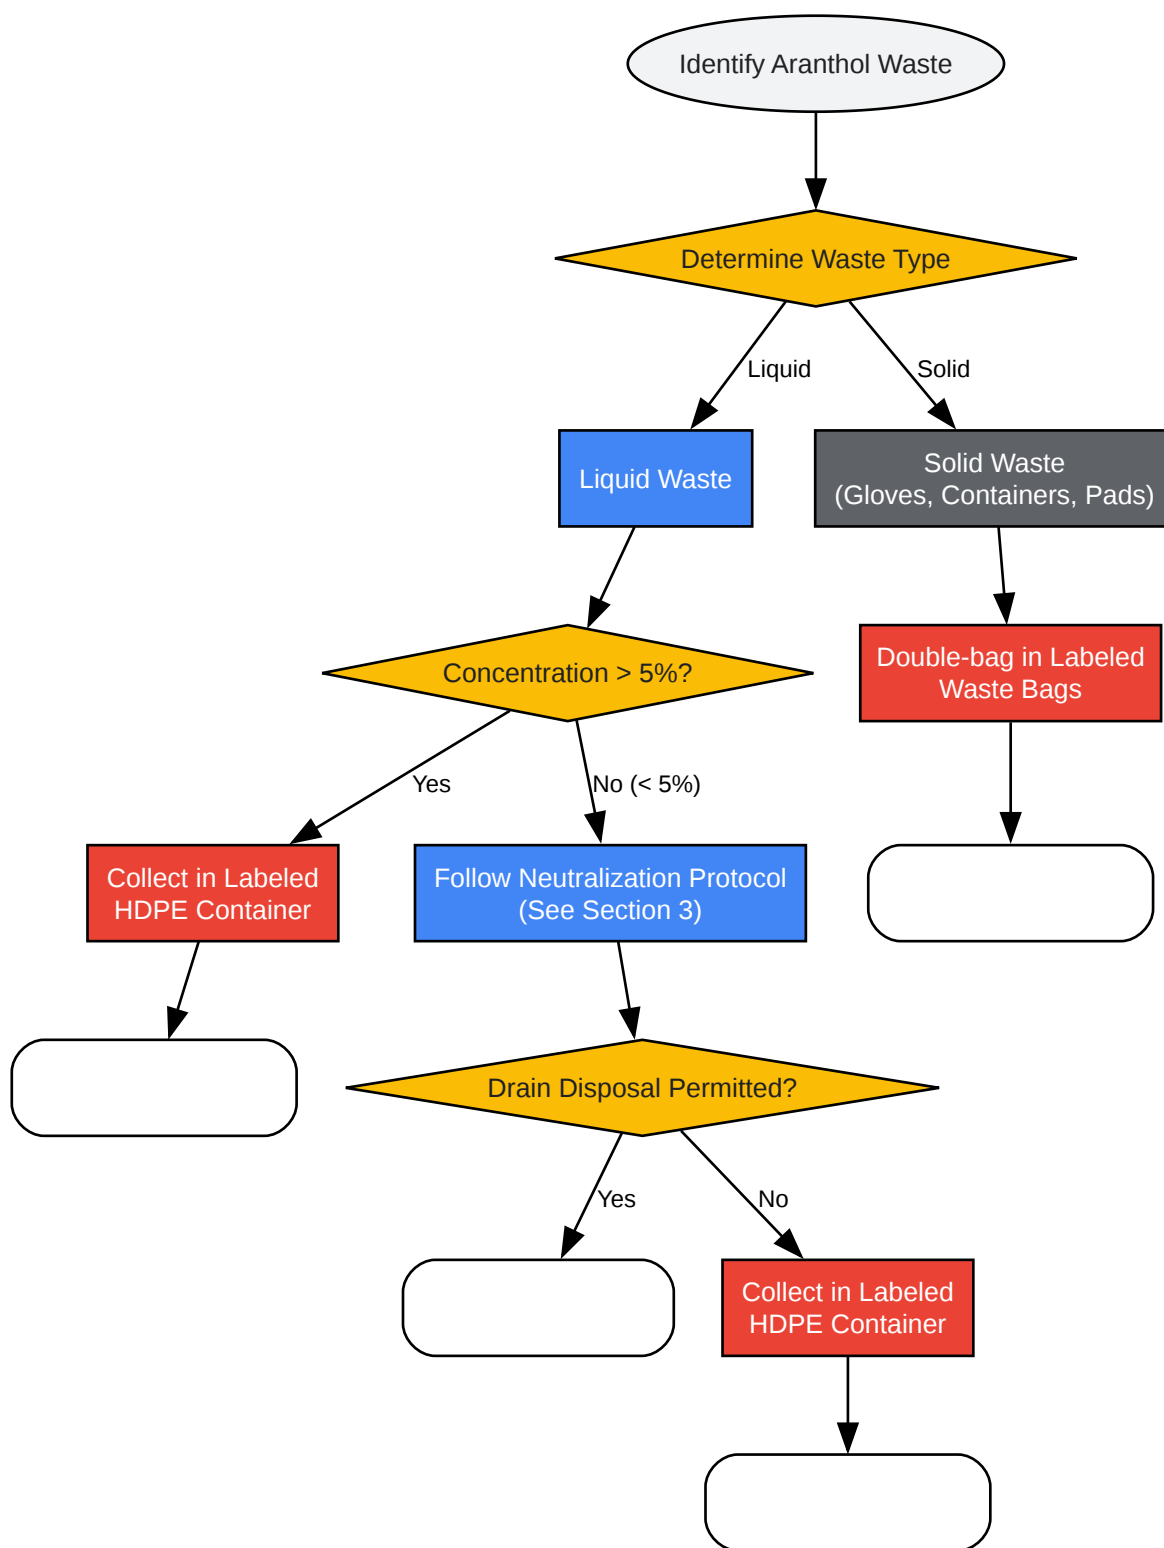 Identify Aranthol Waste
Determine Waste Type
Liquid
Solid
Liquid Waste
Solid Waste
(Gloves, Containers, Pads)
Concentration > 5%?
Double-bag in Labeled
Waste Bags
Yes
No (< 5%)
Collect in Labeled
HDPE Container
Follow Neutralization Protocol
(See Section 3)
Drain Disposal Permitted?
Yes
No
Collect in Labeled
HDPE Container